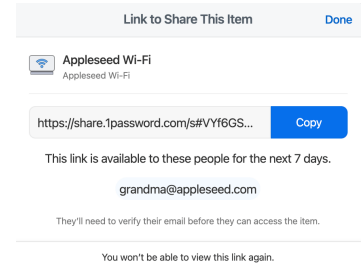 Link to Share This Item
Done
Appleseed Wi-Fi
Appleseed Wi-Fi
https://share.1password.com/s#VYf6GS...
Copy
This link is available to these people for the next 7 days.
grandma@appleseed.com
They'll need to verify their email before they can access the item.
You won't be able to view this link again.